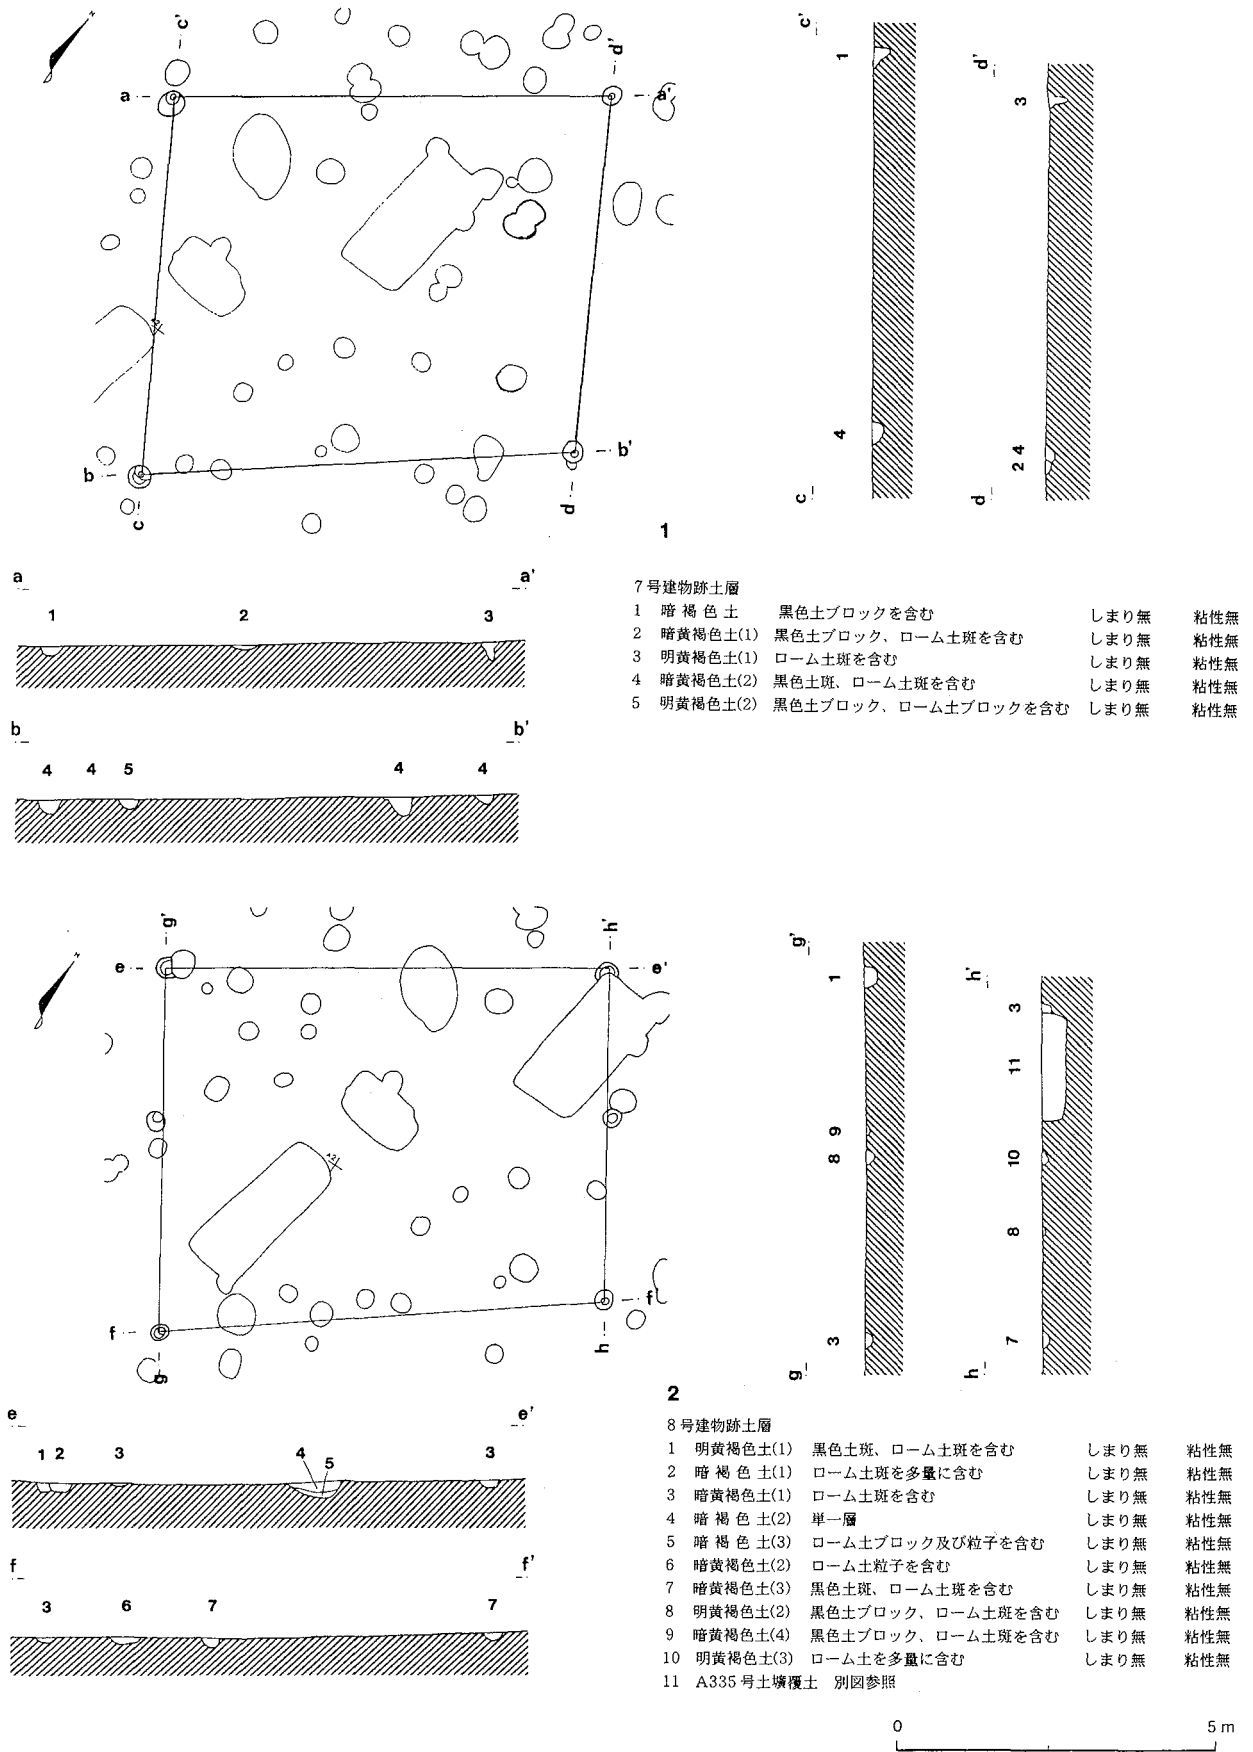 c'
d'
a
a'
b
b'
c
d
c'
1
4
c
d'
3
2 4
d
1
a
a'
1 2 3
b
b'
4 4 5 4 4
7号建物跡土層
1 暗褐色土 黒色土ブロックを含む しまり無 粘性無
2 暗黄褐色土(1) 黒色土ブロック、ローム土斑を含む しまり無 粘性無
3 明黄褐色土(1) ローム土斑を含む しまり無 粘性無
4 暗黄褐色土(2) 黒色土斑、ローム土斑を含む しまり無 粘性無
5 明黄褐色土(2) 黒色土ブロック、ローム土ブロックを含む しまり無 粘性無
g'
h'
e
e'
f
f'
g
h
g'
1
8 9
3
g
h'
3
11
10
8
7
h
2
e
e'
1 2 3 4 5 3
f
f'
3 6 7 7
8号建物跡土層
1 明黄褐色土(1) 黒色土斑、ローム土斑を含む しまり無 粘性無
2 暗褐色土(1) ローム土斑を多量に含む しまり無 粘性無
3 暗黄褐色土(1) ローム土斑を含む しまり無 粘性無
4 暗褐色土(2) 単一層 しまり無 粘性無
5 暗褐色土(3) ローム土ブロック及び粒子を含む しまり無 粘性無
6 暗黄褐色土(2) ローム土粒子を含む しまり無 粘性無
7 暗黄褐色土(3) 黒色土斑、ローム土斑を含む しまり無 粘性無
8 明黄褐色土(2) 黒色土ブロック、ローム土斑を含む しまり無 粘性無
9 暗黄褐色土(4) 黒色土ブロック、ローム土斑を含む しまり無 粘性無
10 明黄褐色土(3) ローム土を多量に含む しまり無 粘性無
11 A335号土壙覆土 別図参照
0 5m